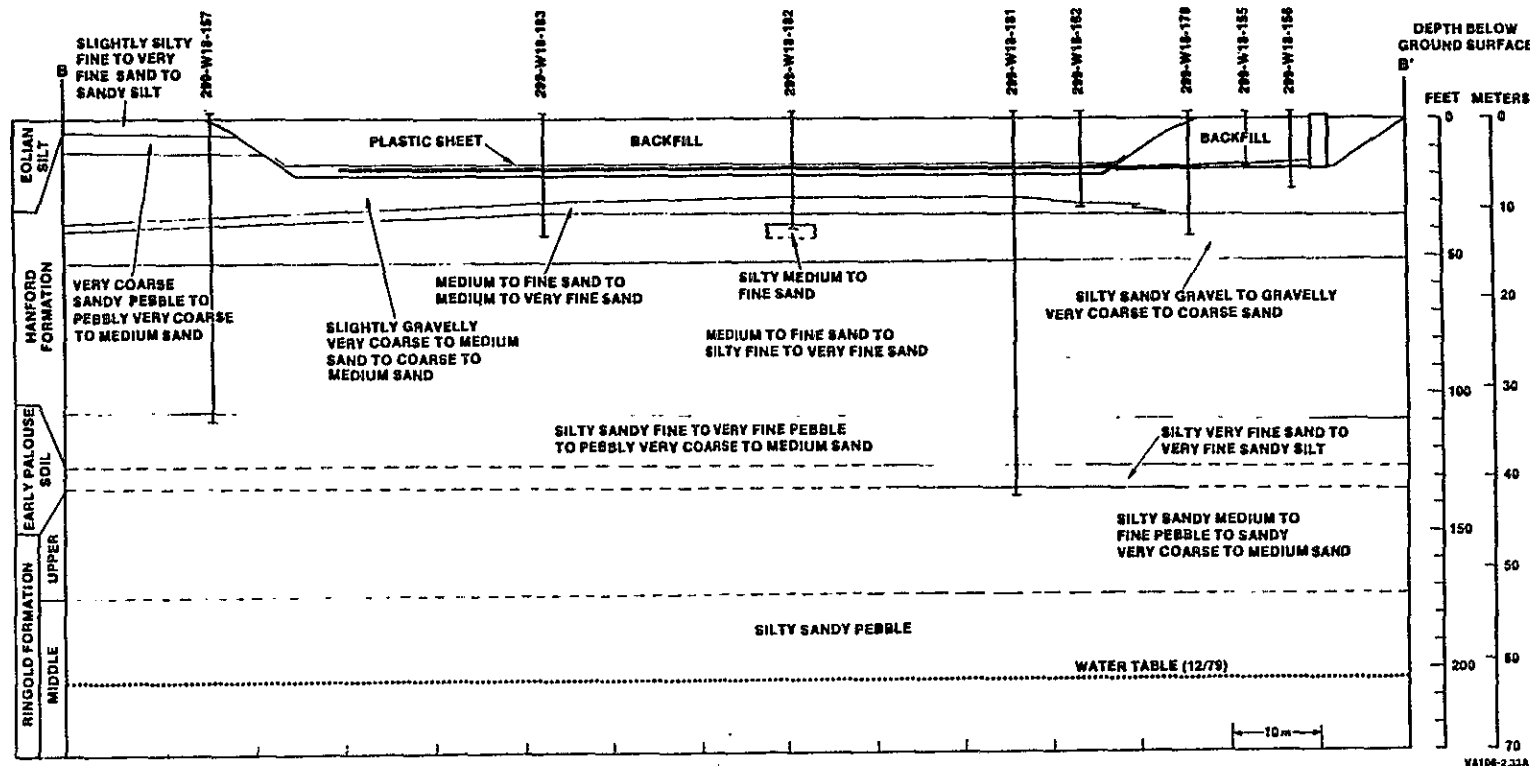 SLIGHTLY SILTY
FINE TO VERY
FINE SAND TO
SANDY SILT
B
299-W18-157
299-W18-183
299-W18-182
299-W18-181
299-W18-162
299-W18-178
299-W18-155
299-W18-156
DEPTH BELOW
GROUND SURFACE
B'
FEET METERS
EOLIAN
SILT
PLASTIC SHEET
BACKFILL
BACKFILL
0
0
10
50
20
HANFORD
FORMATION
VERY COARSE
SANDY PEBBLE TO
PEBBLY VERY COARSE
TO MEDIUM SAND
MEDIUM TO FINE SAND TO
MEDIUM TO VERY FINE SAND
SLIGHTLY GRAVELLY
VERY COARSE TO MEDIUM
SAND TO COARSE TO
MEDIUM SAND
SILTY MEDIUM TO
FINE SAND
MEDIUM TO FINE SAND TO
SILTY FINE TO VERY FINE SAND
SILTY SANDY GRAVEL TO GRAVELLY
VERY COARSE TO COARSE SAND
100
30
EARLY PALOUSE
SOIL
SILTY SANDY FINE TO VERY FINE PEBBLE
TO PEBBLY VERY COARSE TO MEDIUM SAND
SILTY VERY FINE SAND TO
VERY FINE SANDY SILT
40
150
50
RINGOLD FORMATION
UPPER
SILTY SANDY MEDIUM TO
FINE PEBBLE TO SANDY
VERY COARSE TO MEDIUM SAND
MIDDLE
SILTY SANDY PEBBLE
WATER TABLE (12/79)
200
60
10 m
70